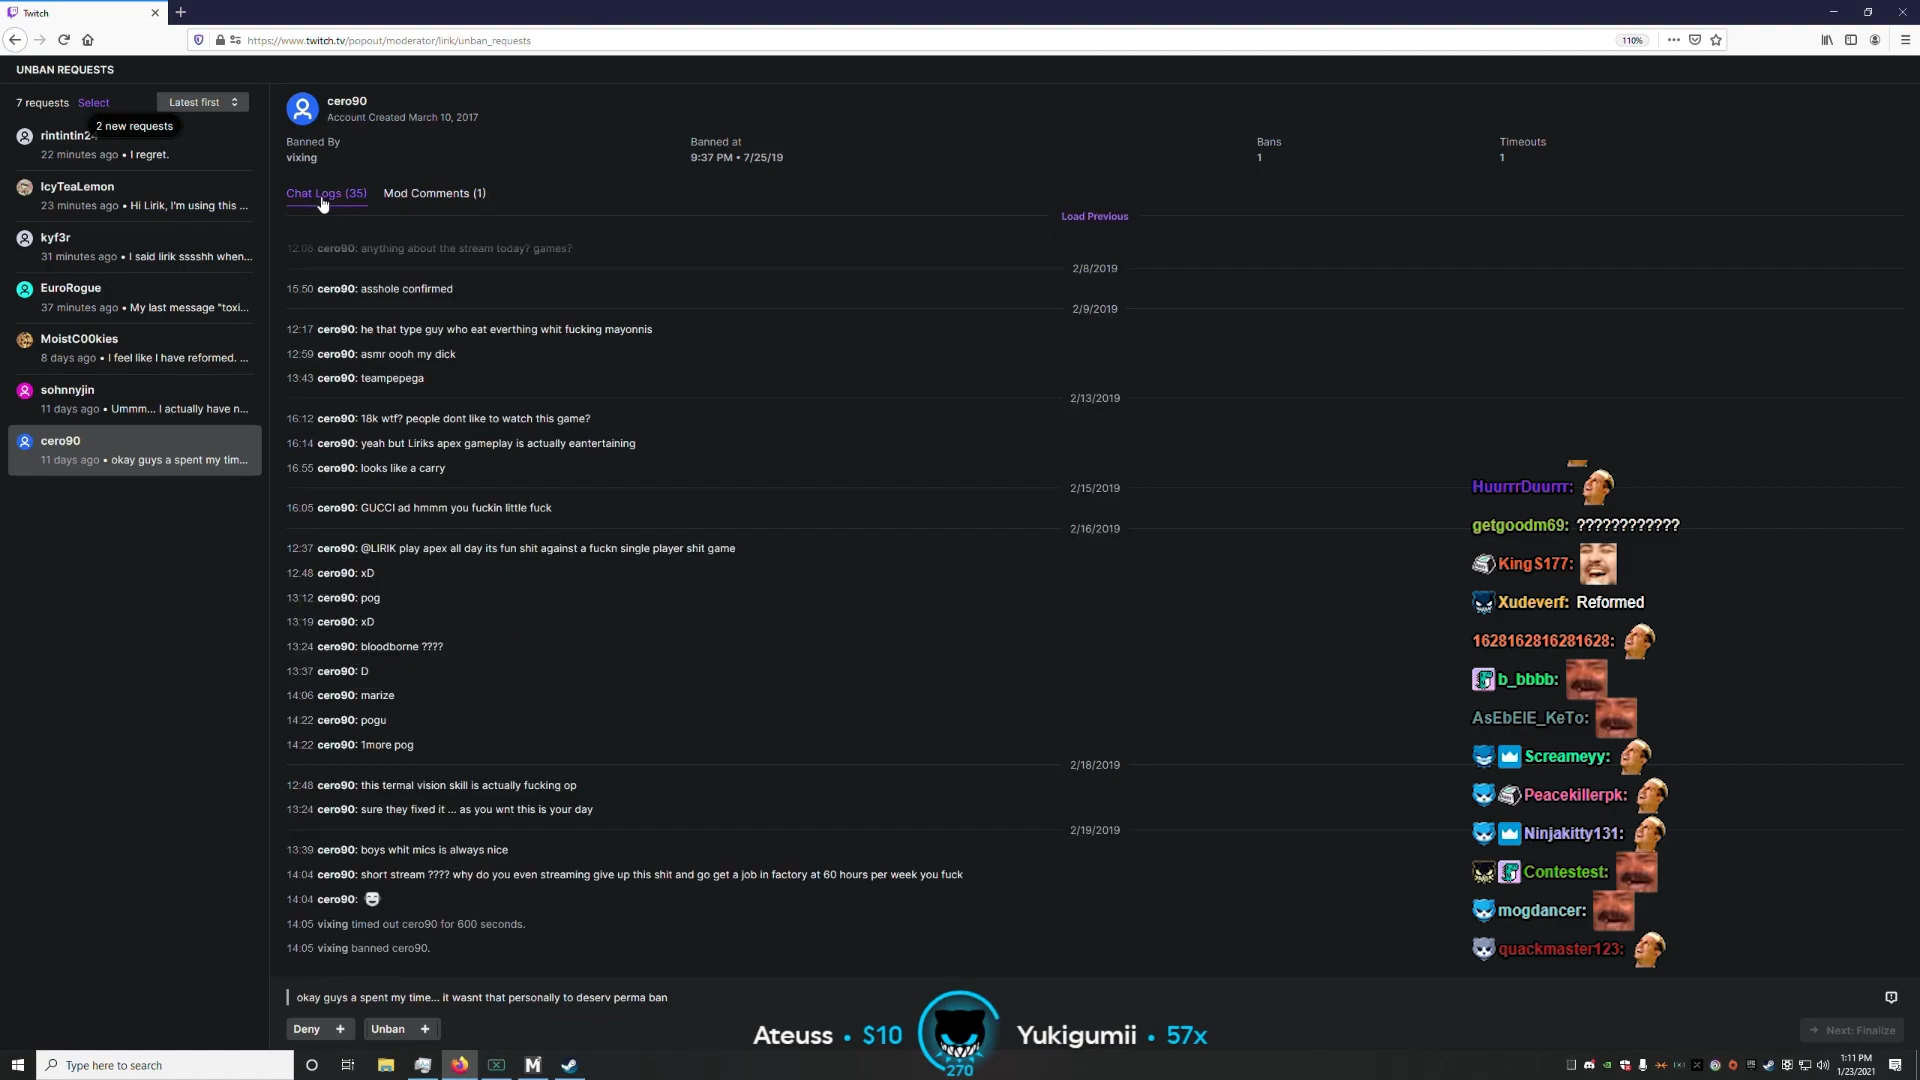 Twitch
https://www.twitch.tv/popout/moderator/lirik/unban_requests
110%
UNBAN REQUESTS
7 requests Select
Latest first
2 new requests
rintintin2
22 minutes ago • I regret.
IcyTeaLemon
23 minutes ago • Hi Lirik, I'm using this ...
kyf3r
31 minutes ago • I said lirik sssshh when...
EuroRogue
37 minutes ago • My last message "toxi...
MoistC00kies
8 days ago • I feel like I have reformed. ...
sohnnyjin
11 days ago • Ummm... I actually have n...
cero90
11 days ago • okay guys a spent my tim...
cero90
Account Created March 10, 2017
Banned By
vixing
Banned at
9:37 PM • 7/25/19
Bans
1
Timeouts
1
Chat Logs (35)
Mod Comments (1)
Load Previous
12:06 cero90: anything about the stream today? games?
2/8/2019
15:50 cero90: asshole confirmed
2/9/2019
12:17 cero90: he that type guy who eat everthing whit fucking mayonnis
12:59 cero90: asmr oooh my dick
13:43 cero90: teampepega
2/13/2019
16:12 cero90: 18k wtf? people dont like to watch this game?
16:14 cero90: yeah but Liriks apex gameplay is actually eantertaining
16:55 cero90: looks like a carry
2/15/2019
16:05 cero90: GUCCI ad hmmm you fuckin little fuck
2/16/2019
12:37 cero90: @LIRIK play apex all day its fun shit against a fuckn single player shit game
12:48 cero90: xD
13:12 cero90: pog
13:19 cero90: xD
13:24 cero90: bloodborne ????
13:37 cero90: D
14:06 cero90: marize
14:22 cero90: pogu
14:22 cero90: 1more pog
2/18/2019
12:48 cero90: this termal vision skill is actually fucking op
13:24 cero90: sure they fixed it ... as you wnt this is your day
2/19/2019
13:39 cero90: boys whit mics is always nice
14:04 cero90: short stream ???? why do you even streaming give up this shit and go get a job in factory at 60 hours per week you fuck
14:04 cero90:
14:05 vixing timed out cero90 for 600 seconds.
14:05 vixing banned cero90.
okay guys a spent my time... it wasnt that personally to deserv perma ban
Deny +
Unban +
Next: Finalize
HuurrrDuurrr:
getgoodm69: ????????????
KingS177:
Xudeverf: Reformed
1628162816281628:
b_bbbb:
AsEbElE_KeTo:
Screameyy:
Peacekillerpk:
Ninjakitty131:
Contestest:
mogdancer:
quackmaster123:
Ateuss • $10
270
Yukigumii • 57x
Type here to search
1:11 PM
1/23/2021